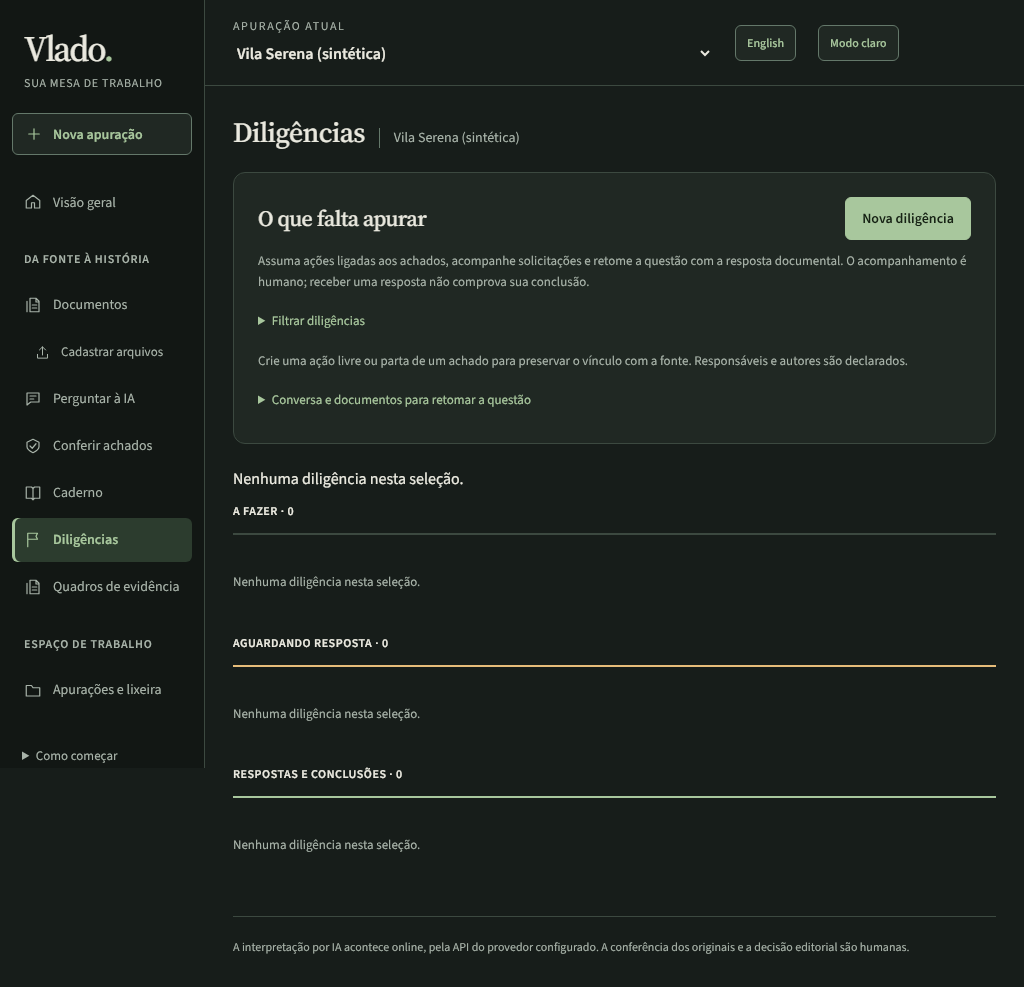 Vlado.
SUA MESA DE TRABALHO
Nova apuração
Visão geral
DA FONTE À HISTÓRIA
Documentos
Cadastrar arquivos
Perguntar à IA
Conferir achados
Caderno
Diligências
Quadros de evidência
ESPAÇO DE TRABALHO
Apurações e lixeira
Como começar
APURAÇÃO ATUAL
Vila Serena (sintética)
English
Modo claro
Diligências
Vila Serena (sintética)
O que falta apurar
Nova diligência
Assuma ações ligadas aos achados, acompanhe solicitações e retome a questão com a resposta documental. O acompanhamento é
humano; receber uma resposta não comprova sua conclusão.
Filtrar diligências
Crie uma ação livre ou parta de um achado para preservar o vínculo com a fonte. Responsáveis e autores são declarados.
Conversa e documentos para retomar a questão
Nenhuma diligência nesta seleção.
A FAZER · 0
Nenhuma diligência nesta seleção.
AGUARDANDO RESPOSTA · 0
Nenhuma diligência nesta seleção.
RESPOSTAS E CONCLUSÕES · 0
Nenhuma diligência nesta seleção.
A interpretação por IA acontece online, pela API do provedor configurado. A conferência dos originais e a decisão editorial são humanas.